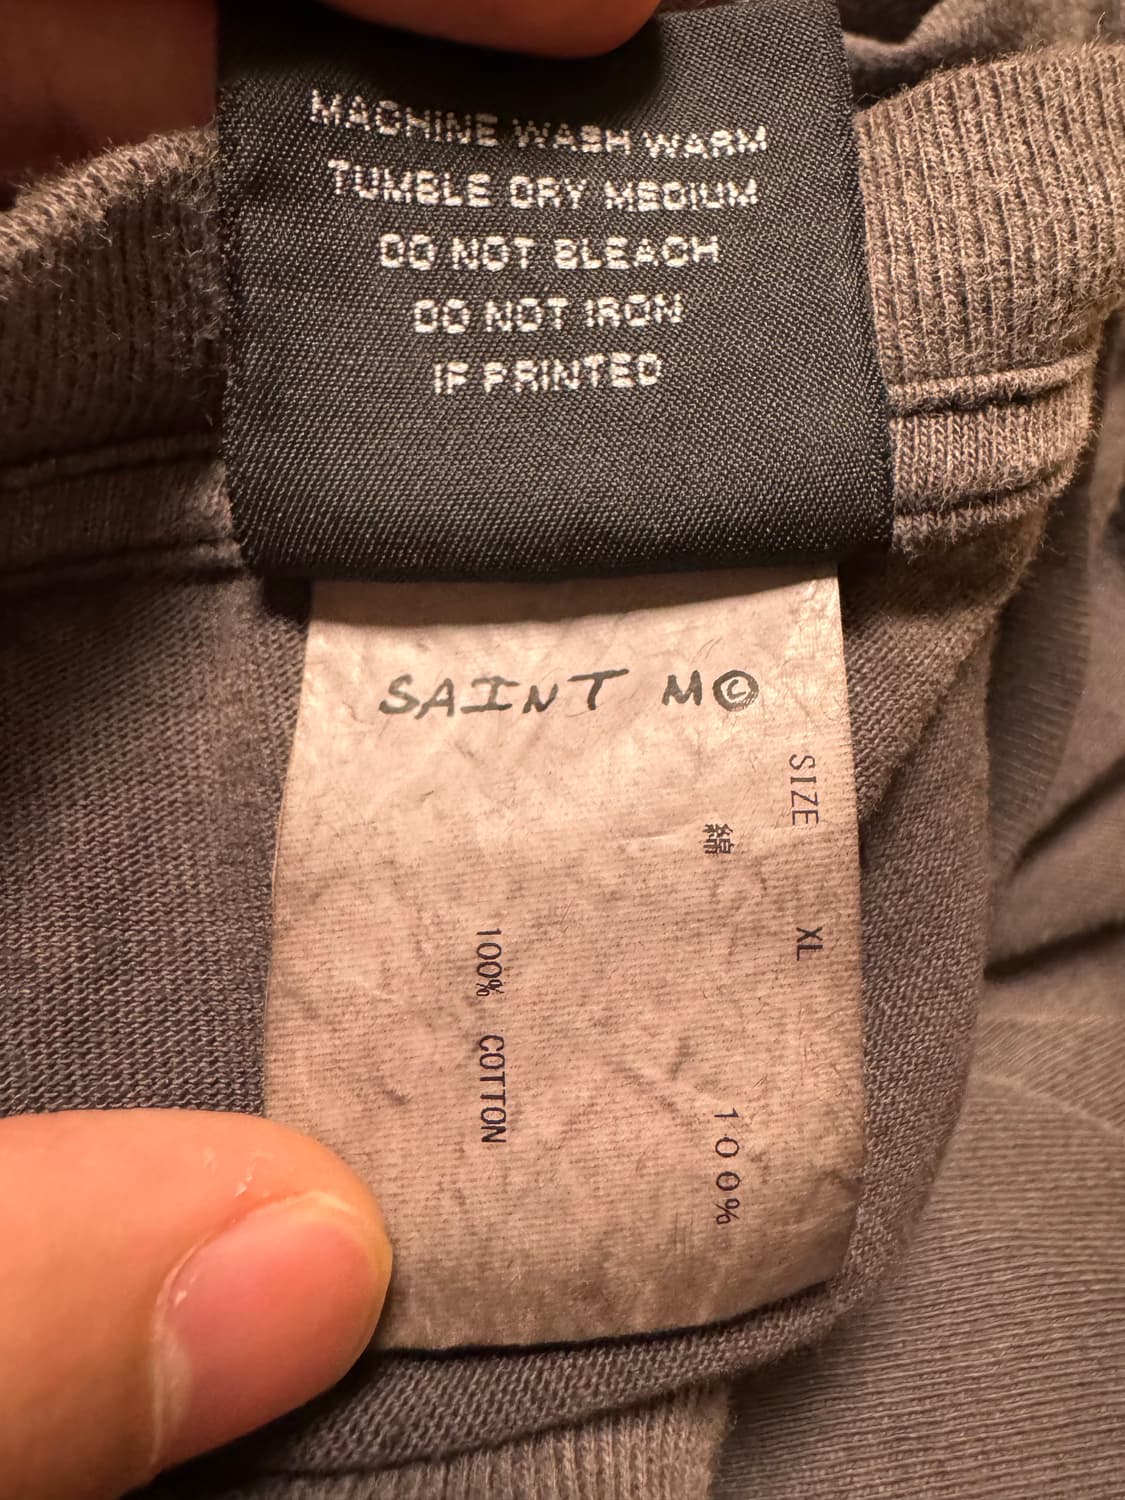 MACHINE WASH WARM
TUMBLE DRY MEDIUM
DO NOT BLEACH
DO NOT IRON
IF PRINTED
SAINT M©
SIZE XL
綿 100%
100% COTTON